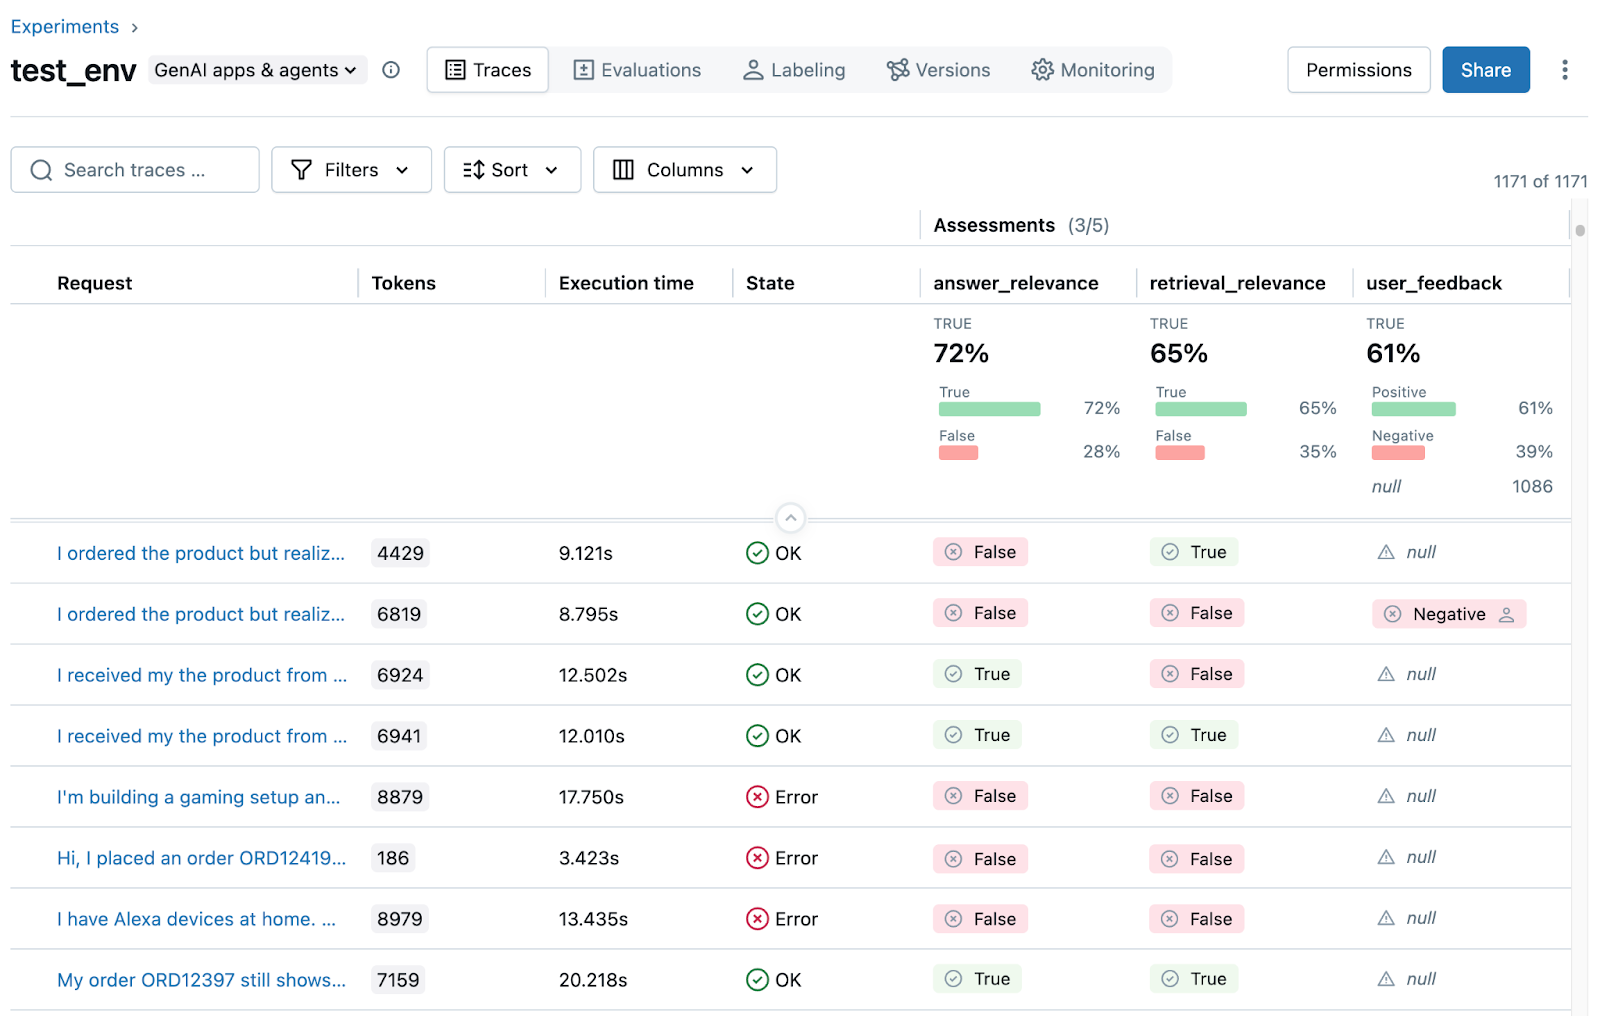 Experiments ›
test_env GenAI apps & agents Traces Evaluations Labeling Versions Monitoring Permissions Share
Search traces ... Filters Sort Columns
1171 of 1171
Assessments (3/5)
Request Tokens Execution time State answer_relevance retrieval_relevance user_feedback
TRUE TRUE TRUE
72% 65% 61%
True True Positive
72% 65% 61%
False False Negative
28% 35% 39%
null 1086
I ordered the product but realiz... 4429 9.121s OK False True null
I ordered the product but realiz... 6819 8.795s OK False False Negative
I received my the product from ... 6924 12.502s OK True False null
I received my the product from ... 6941 12.010s OK True True null
I'm building a gaming setup an... 8879 17.750s Error False False null
Hi, I placed an order ORD12419... 186 3.423s Error False False null
I have Alexa devices at home. ... 8979 13.435s Error False False null
My order ORD12397 still shows... 7159 20.218s OK True True null